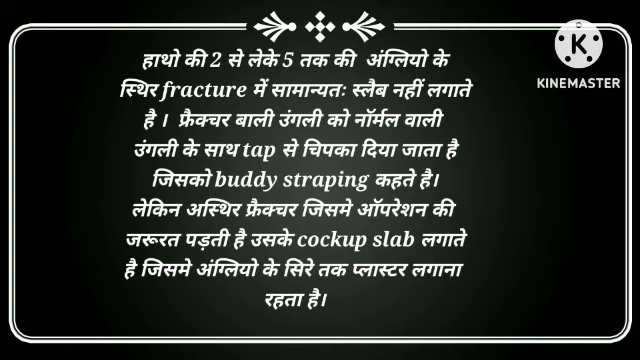 हाथो की 2 से लेके 5 तक की अंग्लियो के
स्थिर fracture में सामान्यतः स्लैब नहीं लगाते
है । फ्रैक्चर बाली उंगली को नॉर्मल वाली
उंगली के साथ tap से चिपका दिया जाता है
जिसको buddy straping कहते है।
लेकिन अस्थिर फ्रैक्चर जिसमे ऑपरेशन की
जरूरत पड़ती है उसके cockup slab लगाते
है जिसमे अंग्लियो के सिरे तक प्लास्टर लगाना
रहता है।
K
KINEMASTER